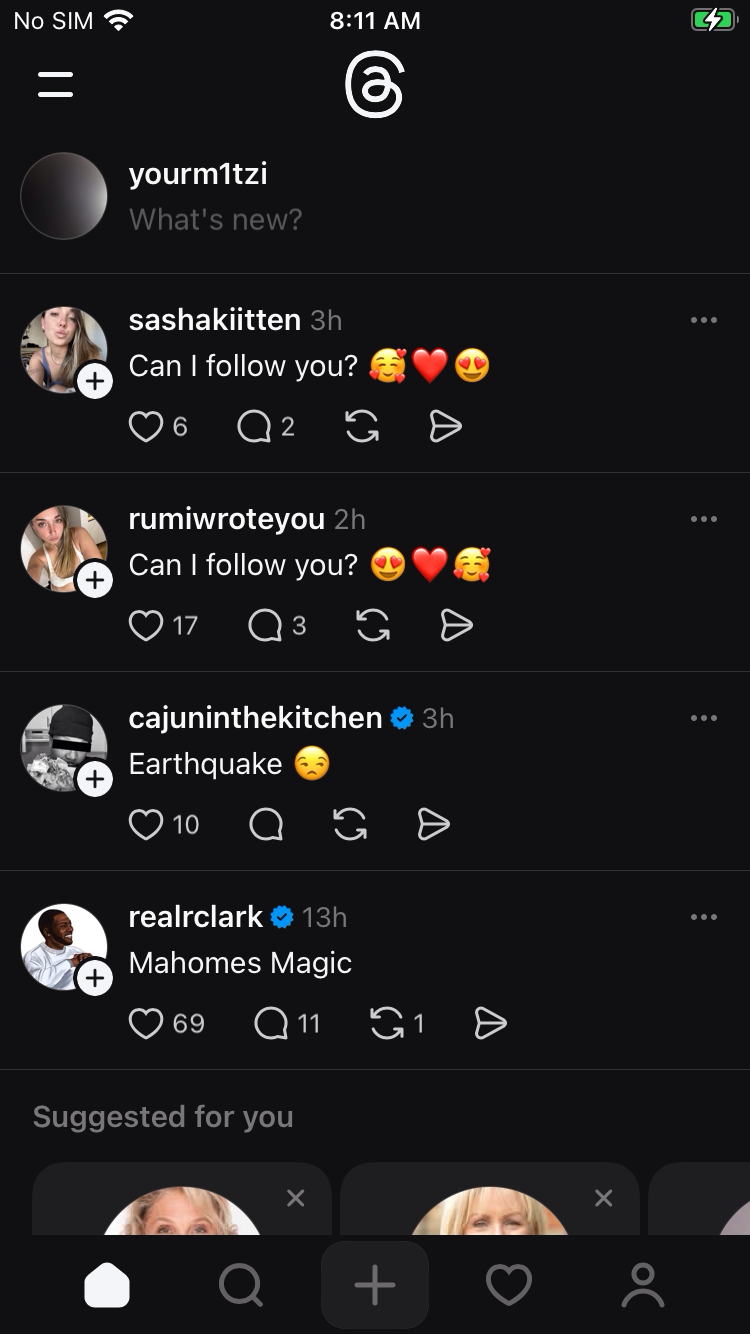 No SIM 8:11 AM
yourm1tzi
What's new?
sashakiitten 3h
Can I follow you? 🥰❤️😍
6 2
rumiwroteyou 2h
Can I follow you? 😍❤️🥰
17 3
cajuninthekitchen 3h
Earthquake 😒
10
realrclark 13h
Mahomes Magic
69 11 1
Suggested for you